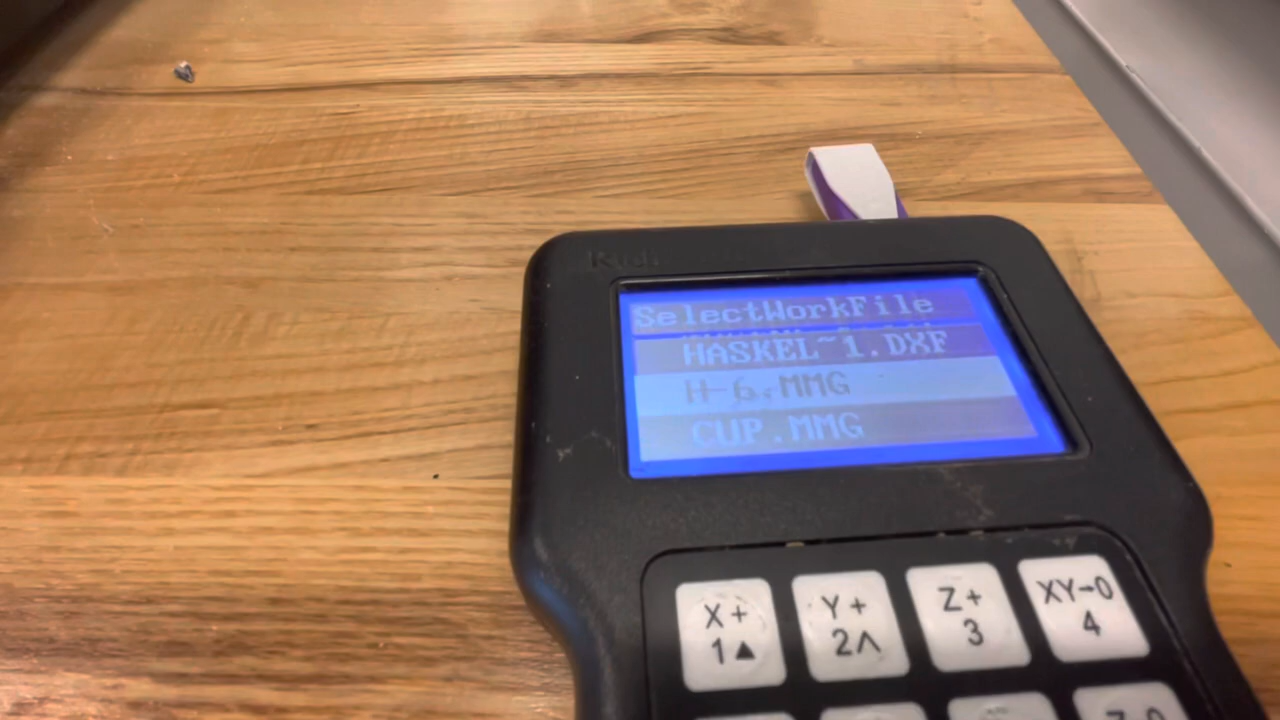 SelectWorkFile
HASKEL~1.DXF
H-6.MMG
CUP.MMG
X+ Y+ Z+ XY→0
1▲ 2∧ 3 4